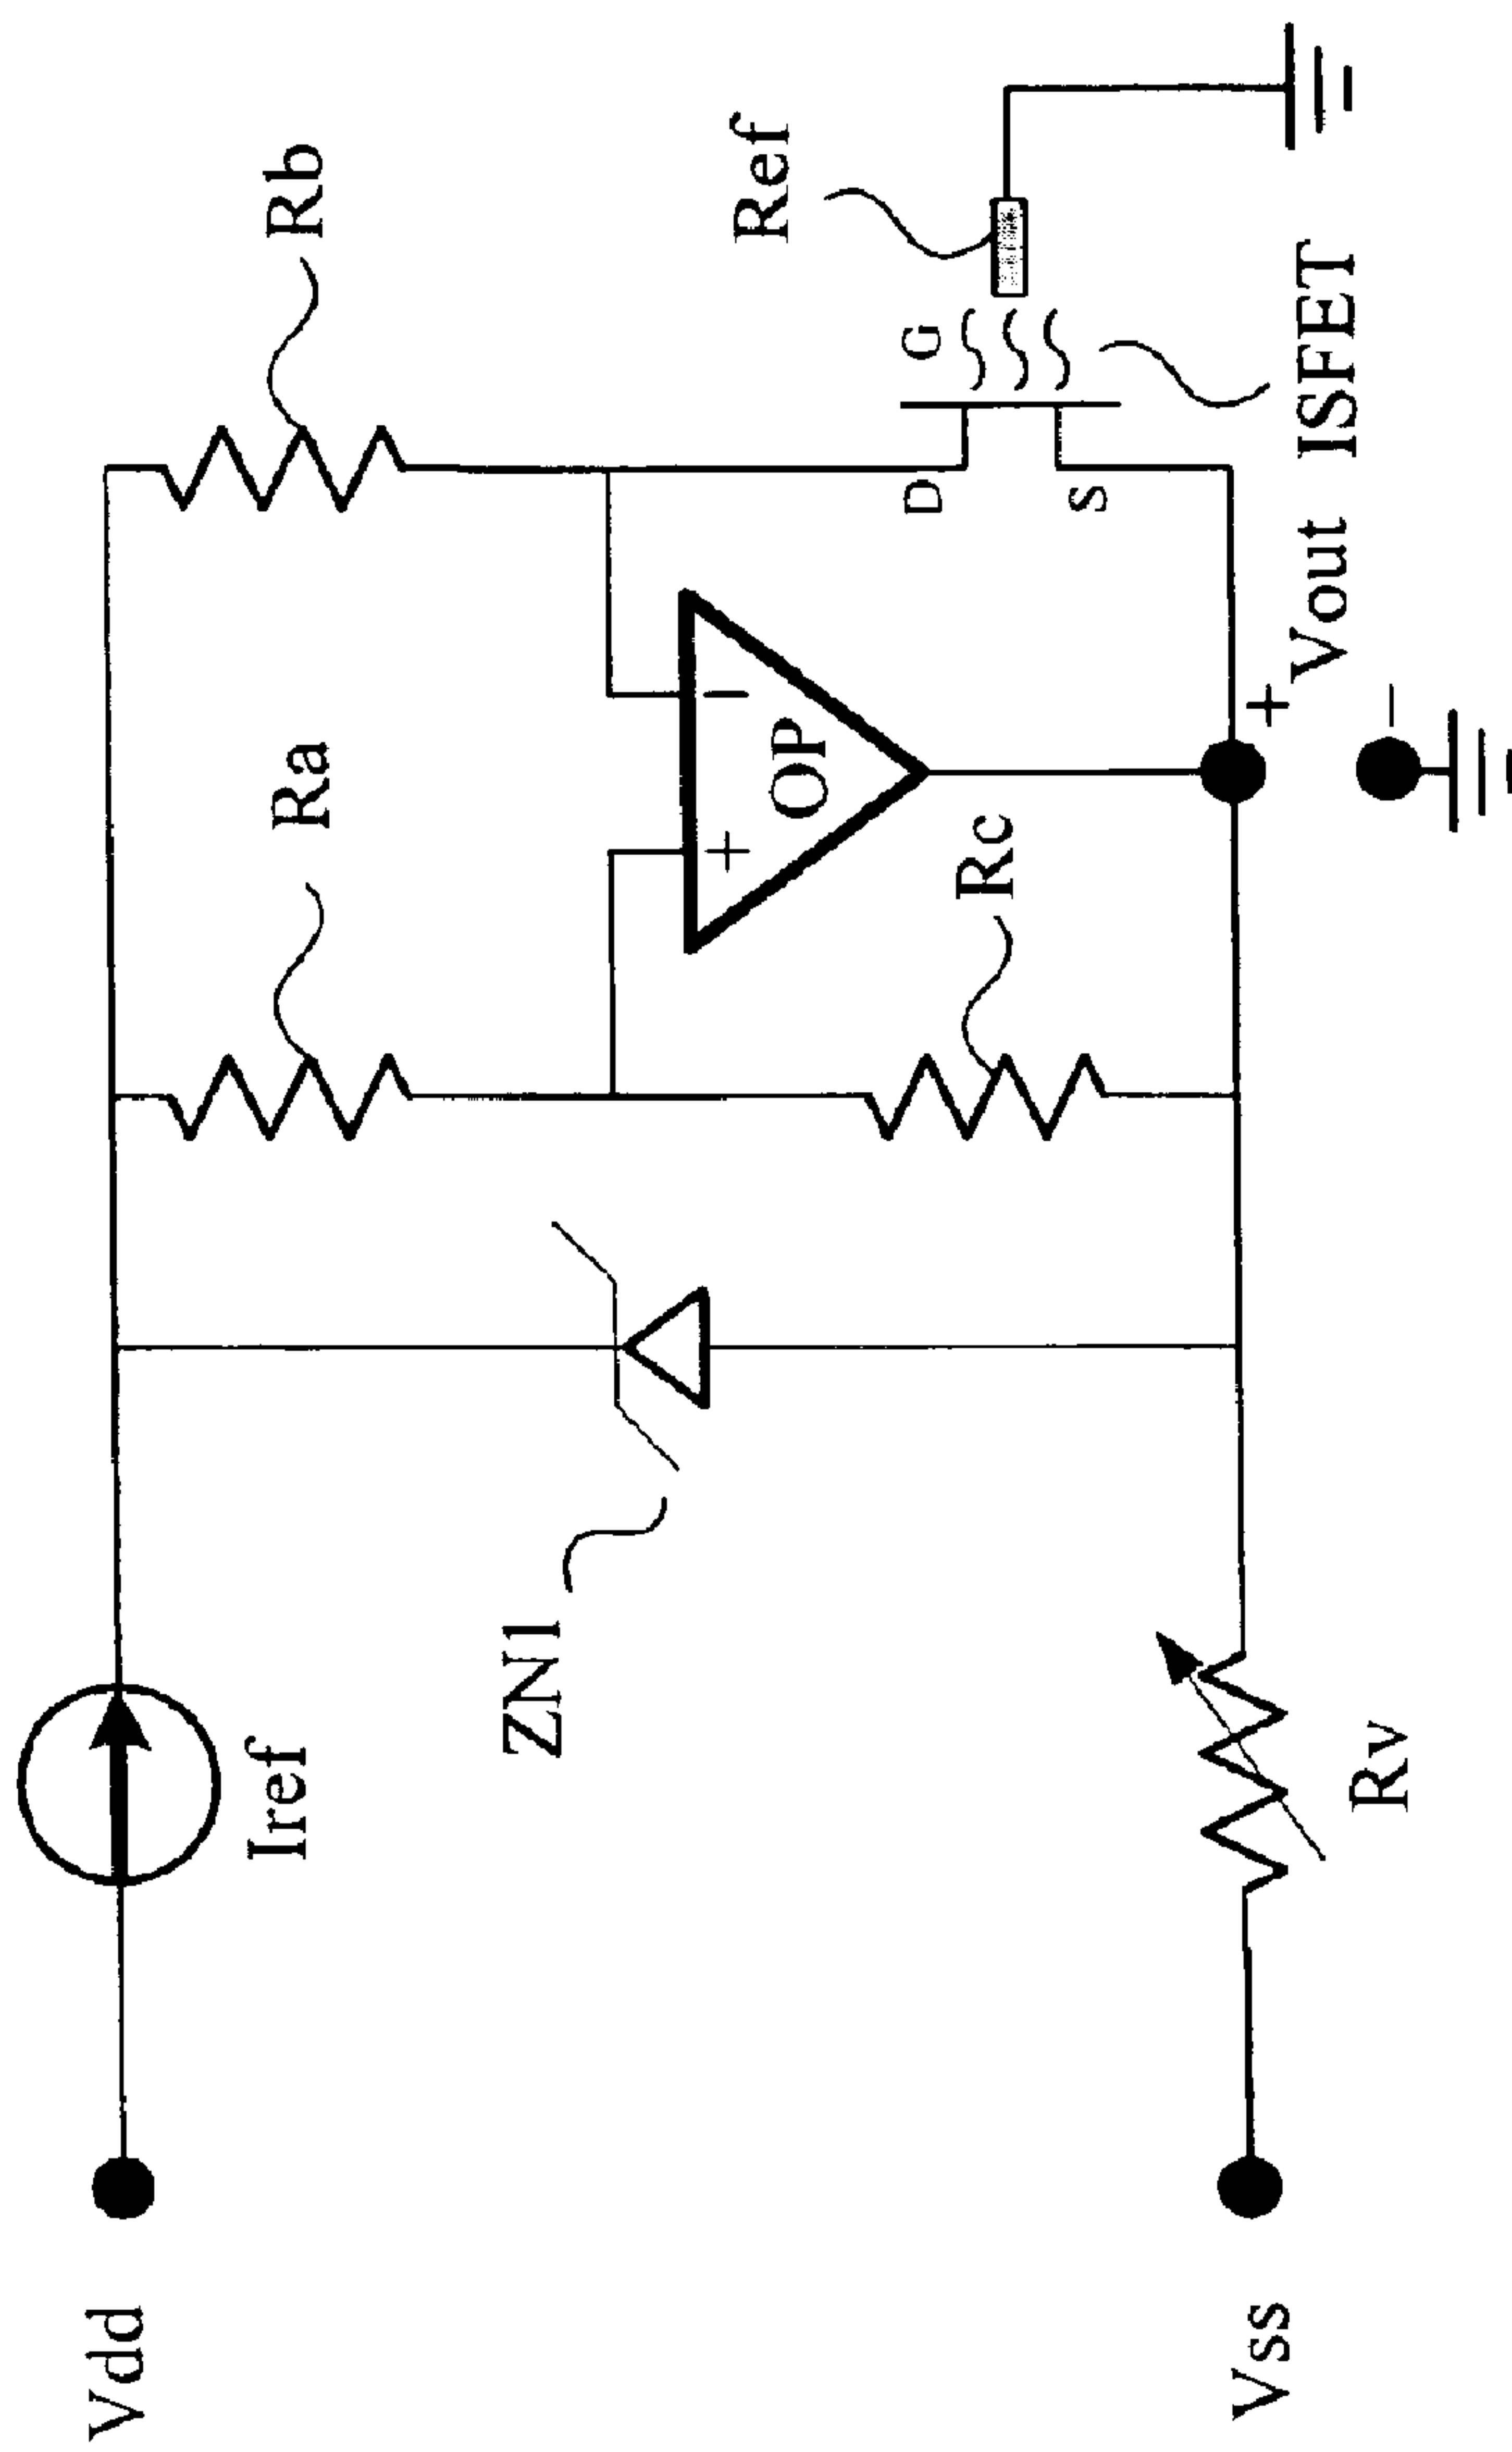 Vdd
Iref
ZN1
Ra
Rb
OP
+
−
Rc
D
G
S
Ref
ISFET
Vout
+
−
Rv
Vss